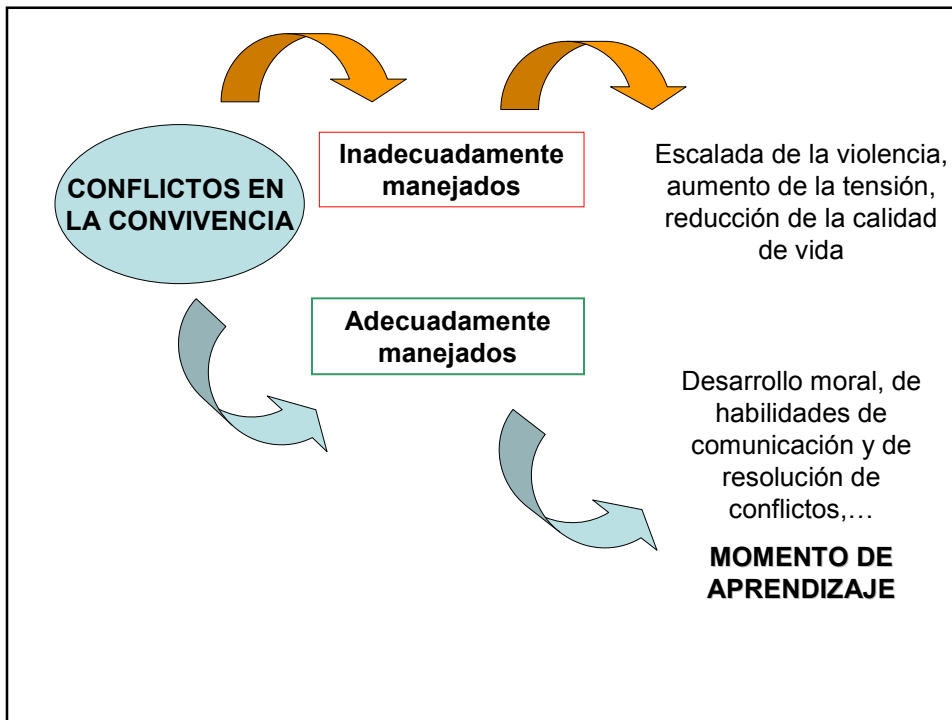 CONFLICTOS EN
LA CONVIVENCIA
Inadecuadamente
manejados
Escalada de la violencia,
aumento de la tensión,
reducción de la calidad
de vida
Adecuadamente
manejados
Desarrollo moral, de
habilidades de
comunicación y de
resolución de
conflictos,…
MOMENTO DE
APRENDIZAJE